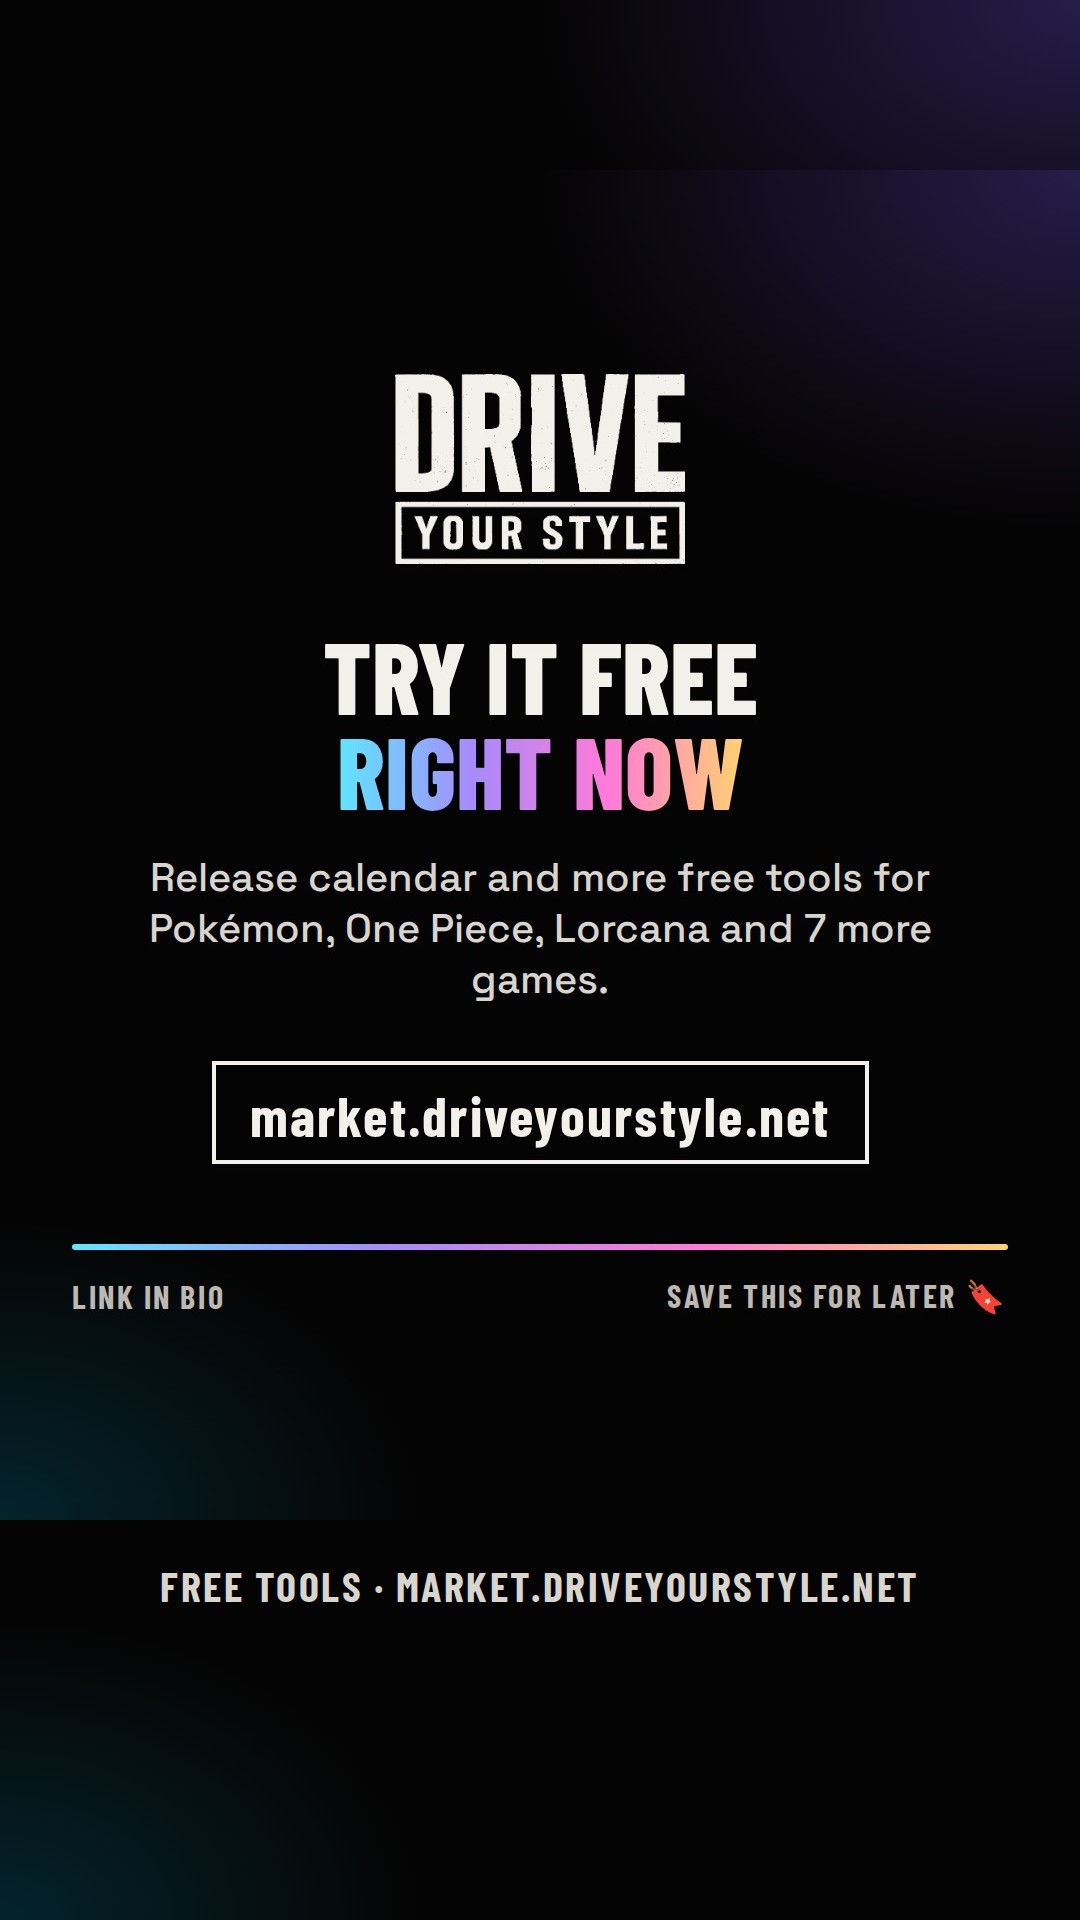 DRIVE
YOUR STYLE
TRY IT FREE
RIGHT NOW
Release calendar and more free tools for
Pokémon, One Piece, Lorcana and 7 more
games.
market.driveyourstyle.net
LINK IN BIO
SAVE THIS FOR LATER 🔖
FREE TOOLS · MARKET.DRIVEYOURSTYLE.NET